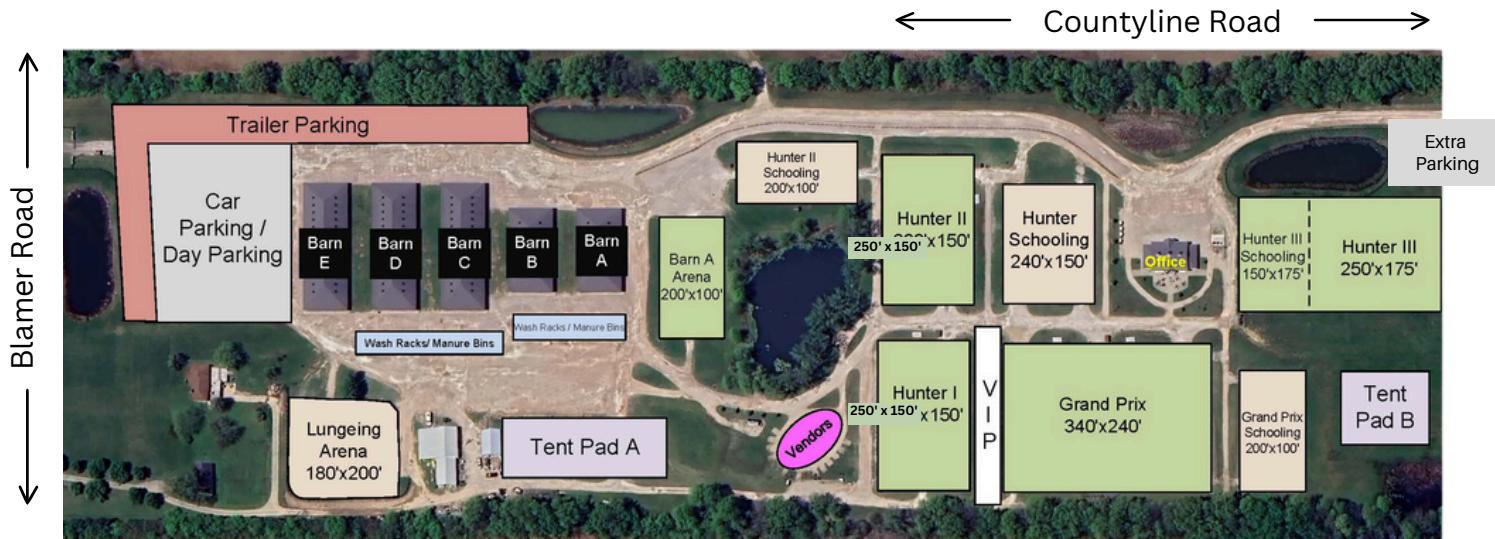 Countyline Road
Blamer Road
Trailer Parking
Car
Parking /
Day Parking
Barn
E
Barn
D
Barn
C
Barn
B
Barn
A
Wash Racks/ Manure Bins
Wash Racks / Manure Bins
Lungeing
Arena
180'x200'
Tent Pad A
Barn A
Arena
200'x100'
Hunter II
Schooling
200'x100'
Hunter II
x150'
250' x 150'
Hunter
Schooling
240'x150'
Office
Extra
Parking
Hunter III
Schooling
150'x175'
Hunter III
250'x175'
Vendors
Hunter I
x150'
250' x 150'
VIP
Grand Prix
340'x240'
Grand Prix
Schooling
200'x100'
Tent
Pad B